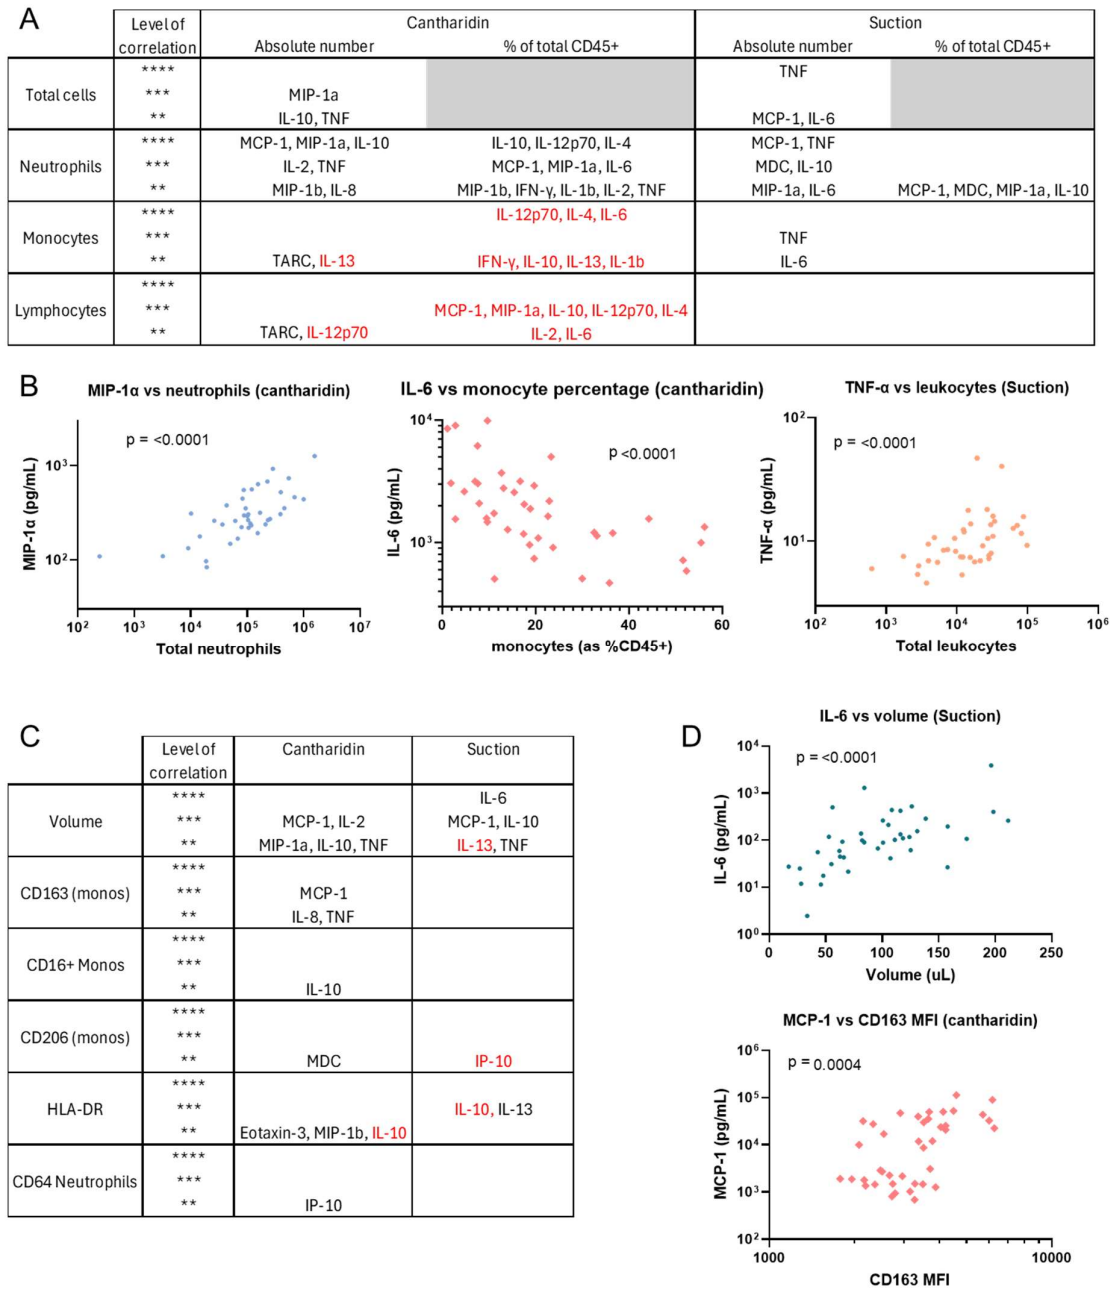 A
Level of correlation
Cantharidin
Suction
Absolute number
% of total CD45+
Absolute number
% of total CD45+
Total cells
****
TNF
***
MIP-1a
**
IL-10, TNF
MCP-1, IL-6
Neutrophils
****
MCP-1, MIP-1a, IL-10
IL-10, IL-12p70, IL-4
MCP-1, TNF
***
IL-2, TNF
MCP-1, MIP-1a, IL-6
MDC, IL-10
**
MIP-1b, IL-8
MIP-1b, IFN-γ, IL-1b, IL-2, TNF
MIP-1a, IL-6
MCP-1, MDC, MIP-1a, IL-10
Monocytes
****
IL-12p70, IL-4, IL-6
***
TNF
**
TARC, IL-13
IFN-γ, IL-10, IL-13, IL-1b
IL-6
Lymphocytes
****
***
MCP-1, MIP-1a, IL-10, IL-12p70, IL-4
**
TARC, IL-12p70
IL-2, IL-6
B
MIP-1α vs neutrophils (cantharidin)
p = <0.0001
MIP-1α (pg/mL)
10³
10²
10² 10³ 10⁴ 10⁵ 10⁶ 10⁷
Total neutrophils
IL-6 vs monocyte percentage (cantharidin)
p <0.0001
IL-6 (pg/mL)
10⁴
10³
0 20 40 60
monocytes (as %CD45+)
TNF-α vs leukocytes (Suction)
p = <0.0001
TNF-α (pg/mL)
10²
10¹
10² 10³ 10⁴ 10⁵ 10⁶
Total leukocytes
C
Level of correlation
Cantharidin
Suction
Volume
****
IL-6
***
MCP-1, IL-2
MCP-1, IL-10
**
MIP-1a, IL-10, TNF
IL-13, TNF
CD163 (monos)
****
***
MCP-1
**
IL-8, TNF
CD16+ Monos
****
***
**
IL-10
CD206 (monos)
****
***
**
MDC
IP-10
HLA-DR
****
***
IL-10, IL-13
**
Eotaxin-3, MIP-1b, IL-10
CD64 Neutrophils
****
***
**
IP-10
D
IL-6 vs volume (Suction)
p = <0.0001
IL-6 (pg/mL)
10⁴
10³
10²
10¹
10⁰
0 50 100 150 200 250
Volume (uL)
MCP-1 vs CD163 MFI (cantharidin)
p = 0.0004
MCP-1 (pg/mL)
10⁶
10⁵
10⁴
10³
10²
1000 10000
CD163 MFI